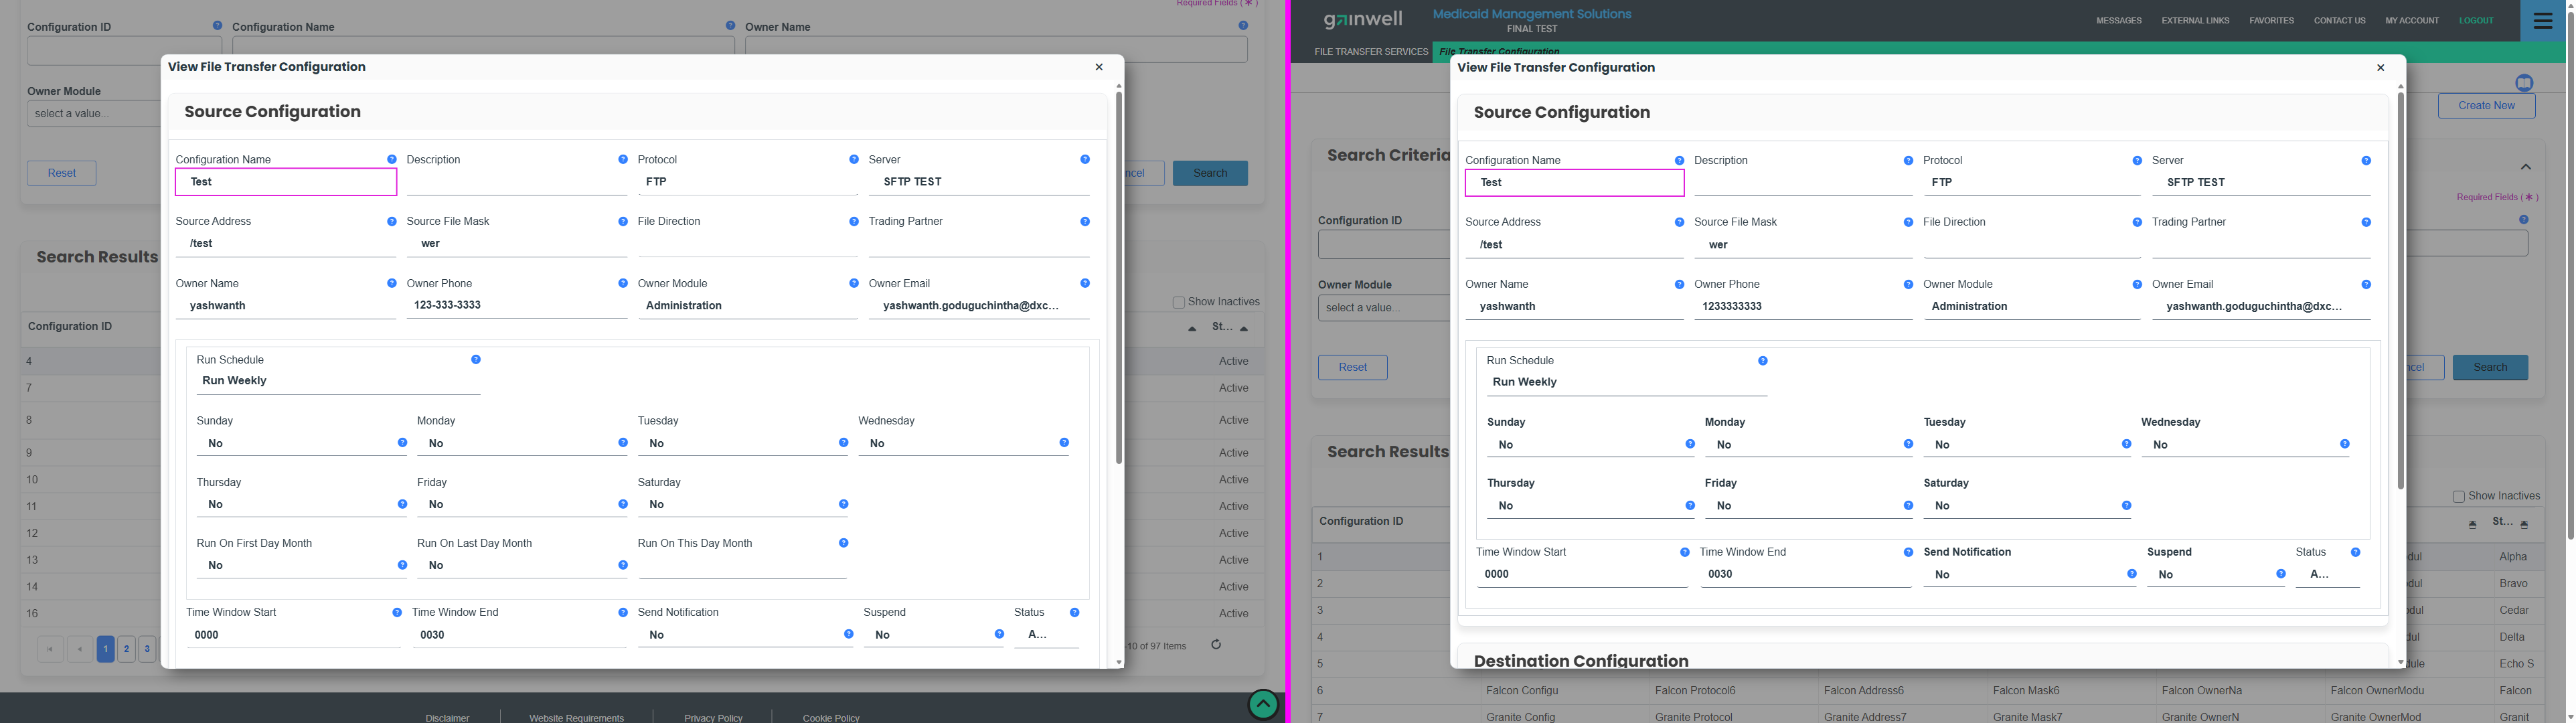 Required Fields ( * )
Configuration ID Configuration Name Owner Name
Owner Module
select a value...
Reset
ncel Search
Search Results
Show Inactives
Configuration ID St...
4 Active
7 Active
8 Active
9 Active
10 Active
11 Active
12 Active
13 Active
14 Active
16 Active
1 2 3
-10 of 97 Items
Disclaimer Website Requirements Privacy Policy Cookie Policy
View File Transfer Configuration
Source Configuration
Configuration Name Description Protocol Server
Test FTP SFTP TEST
Source Address Source File Mask File Direction Trading Partner
/test wer
Owner Name Owner Phone Owner Module Owner Email
yashwanth 123-333-3333 Administration yashwanth.goduguchintha@dxc...
Run Schedule
Run Weekly
Sunday Monday Tuesday Wednesday
No No No No
Thursday Friday Saturday
No No No
Run On First Day Month Run On Last Day Month Run On This Day Month
No No
Time Window Start Time Window End Send Notification Suspend Status
0000 0030 No No A...
gainwell Medicaid Management Solutions
FINAL TEST
MESSAGES EXTERNAL LINKS FAVORITES CONTACT US MY ACCOUNT LOGOUT
FILE TRANSFER SERVICES File Transfer Configuration
Create New
Search Criteria
Required Fields ( * )
Configuration ID
Owner Module
select a value...
Reset
ncel Search
Search Results
Show Inactives
Configuration ID St...
1 dul Alpha
2 dul Bravo
3 odul Cedar
4 dul Delta
5 dule Echo S
6 Falcon Configu Falcon Protocol6 Falcon Address6 Falcon Mask6 Falcon OwnerNa Falcon OwnerModu Falcon
7 Granite Config Granite Protocol Granite Address7 Granite Mask7 Granite OwnerN Granite OwnerMod Granit
View File Transfer Configuration
Source Configuration
Configuration Name Description Protocol Server
Test FTP SFTP TEST
Source Address Source File Mask File Direction Trading Partner
/test wer
Owner Name Owner Phone Owner Module Owner Email
yashwanth 1233333333 Administration yashwanth.goduguchintha@dxc...
Run Schedule
Run Weekly
Sunday Monday Tuesday Wednesday
No No No No
Thursday Friday Saturday
No No No
Time Window Start Time Window End Send Notification Suspend Status
0000 0030 No No A...
Destination Configuration